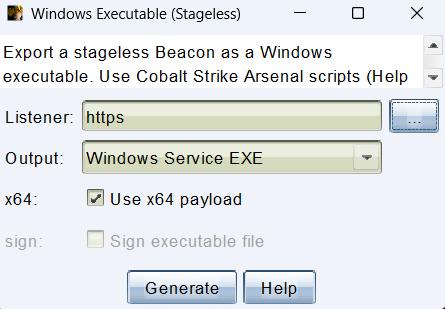 Windows Executable (Stageless)
Export a stageless Beacon as a Windows
executable. Use Cobalt Strike Arsenal scripts (Help
Listener: https ...
Output: Windows Service EXE
x64: Use x64 payload
sign: Sign executable file
Generate Help